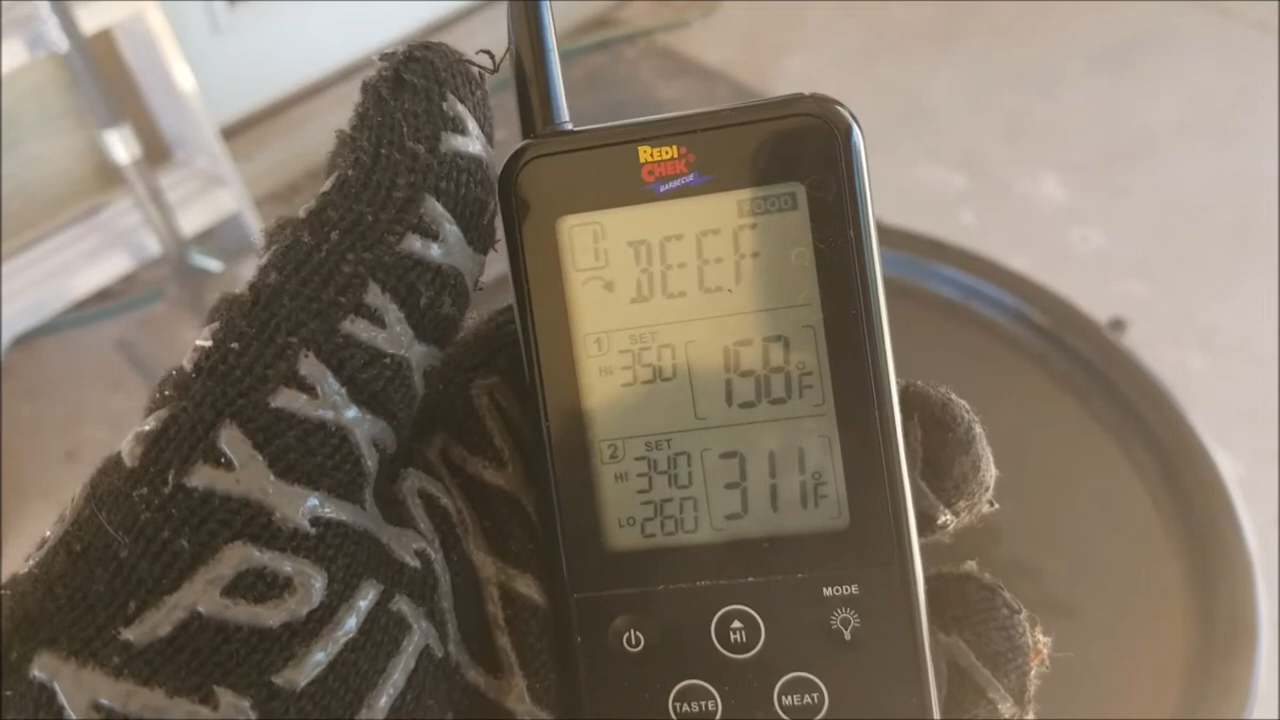 REDI
CHEK
BARBECUE
FOOD
1 BEEF
1 SET
HI 350 158°F
2 SET
HI 340 311°F
LO 260
MODE
HI
TASTE
MEAT
PIT